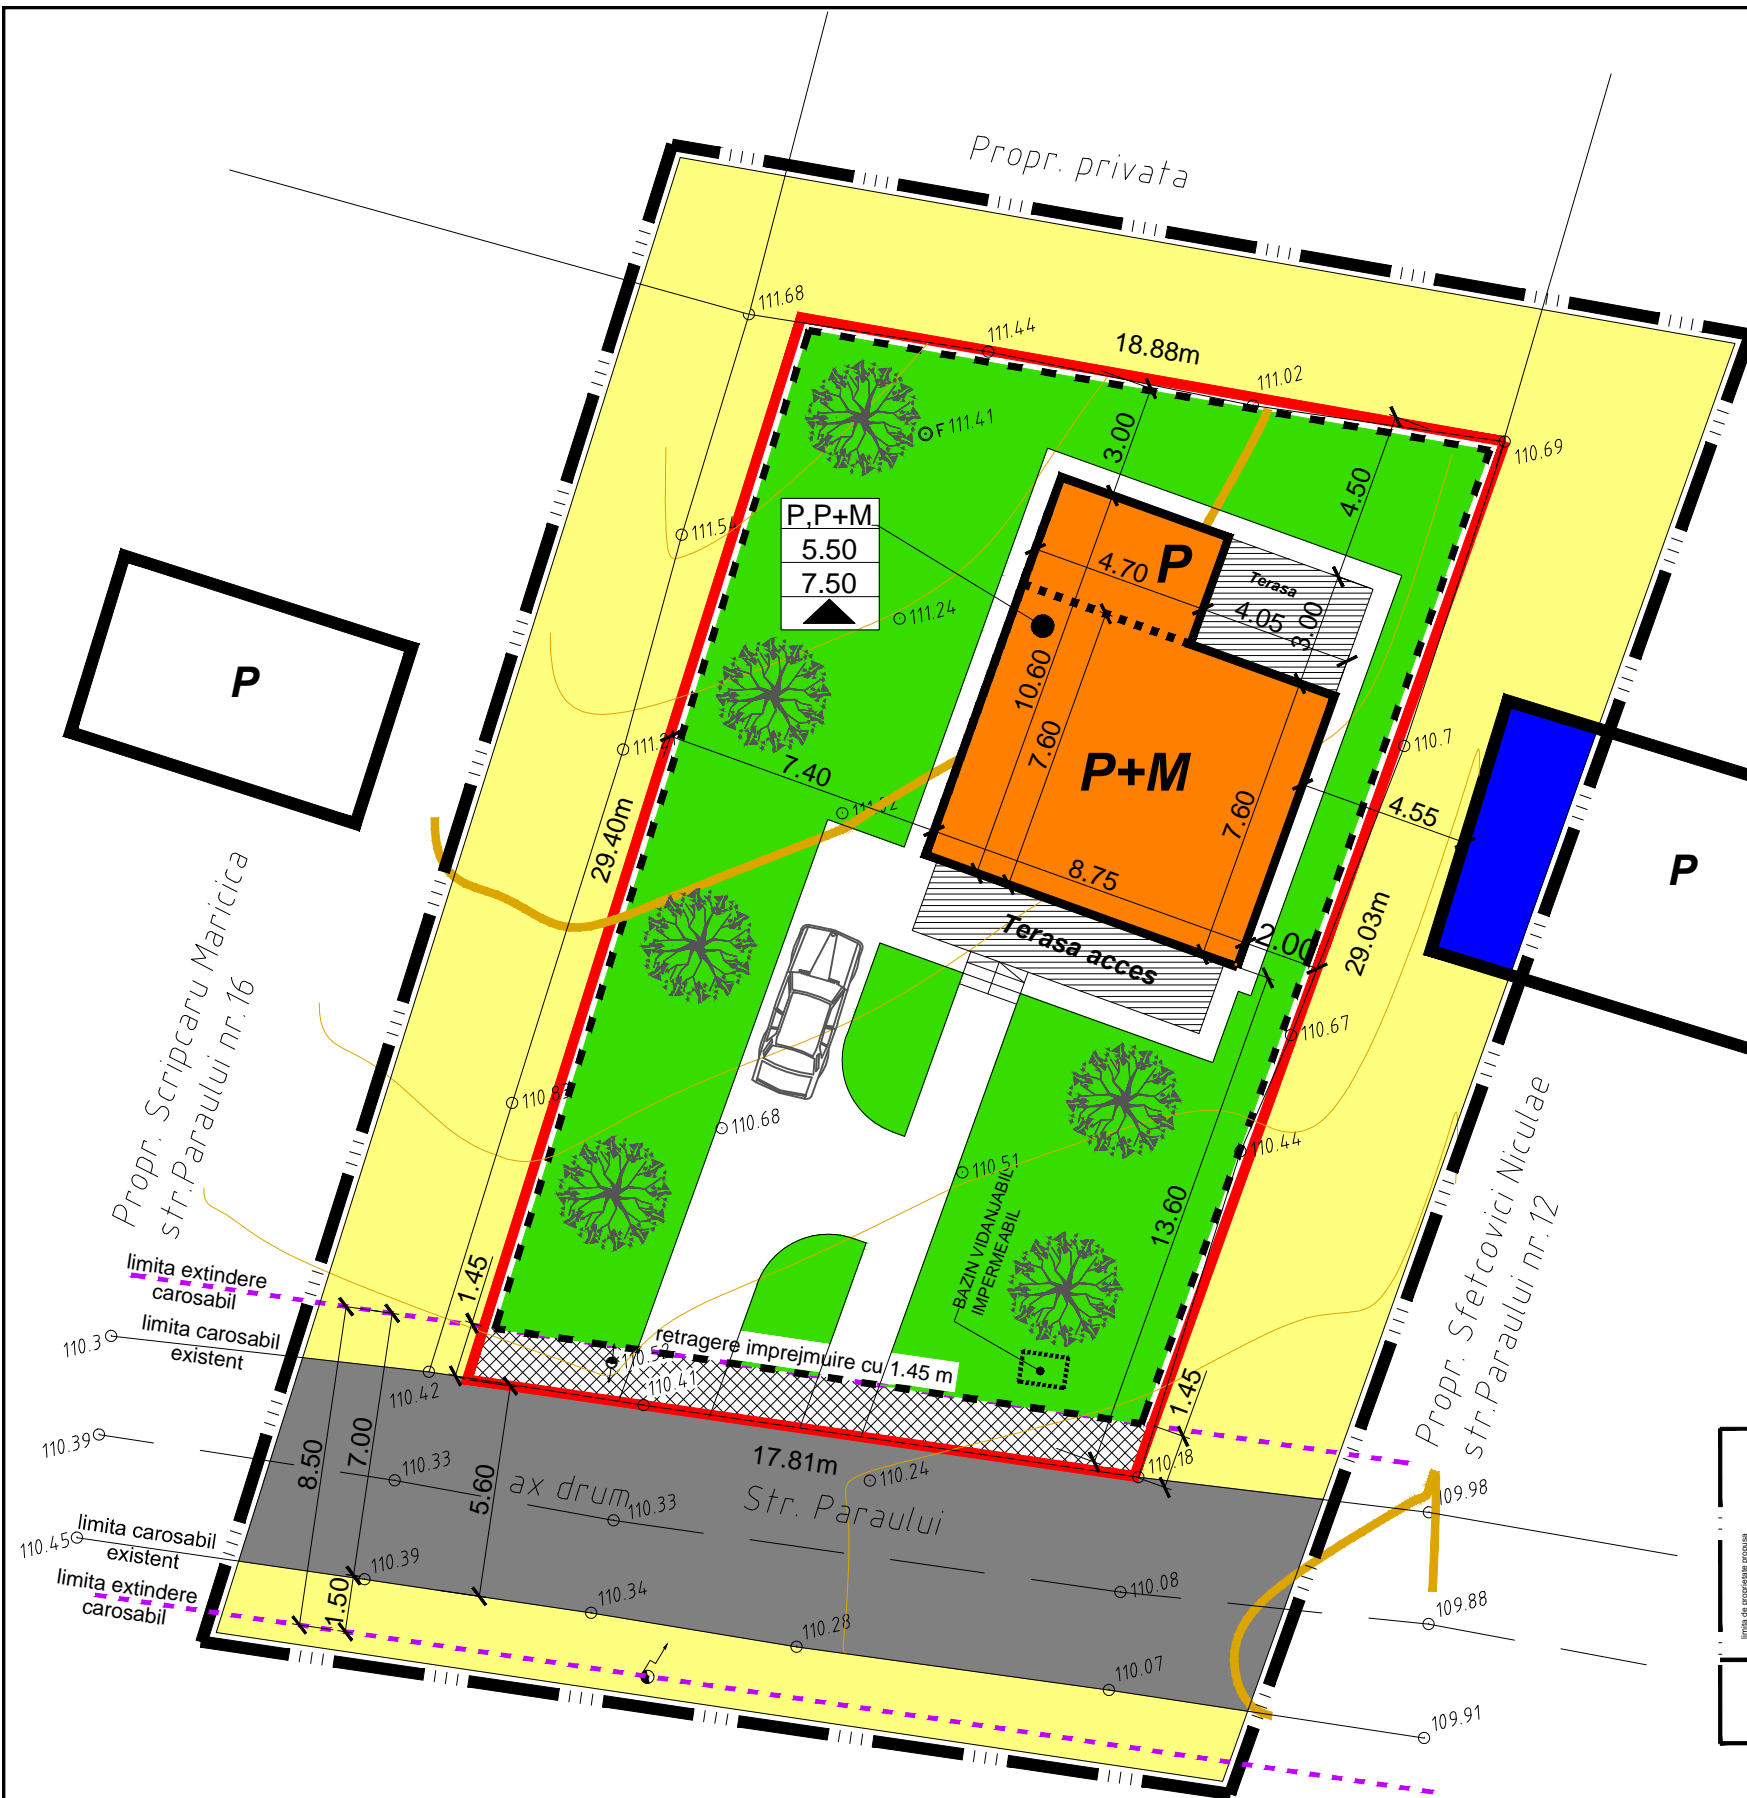 Propr. privata
111.68
111.44
18.88m
111.02
110.69
3.00
F 111.41
4.50
111.54
P,P+M
5.50
7.50
P
4.70
Terasa
4.05
3.00
111.24
P
10.60
7.60
P+M
7.60
110.7
4.55
P
7.40
29.40m
8.75
Terasa acces
2.00
29.03m
110.67
Propr. Scripcaru Maricica
str.Paraului nr.16
110.83
110.68
110.44
110.51
13.60
BAZIN VIDANJABIL
IMPERMEABIL
Propr. Sfetcovici Niculae
str.Paraului nr.12
limita extindere
carosabil
1.45
limita carosabil
existent
110.3
110.42
retragere imprejmuire cu 1.45 m
110.41
1.45
110.18
110.39
8.50
7.00
5.60
110.33
ax drum
110.33
17.81m
110.24
Str. Paraului
109.98
limita carosabil
existent
110.45
110.39
limita extindere
carosabil
1.50
110.34
110.28
110.08
109.88
110.07
109.91
limita de proprietate propusa